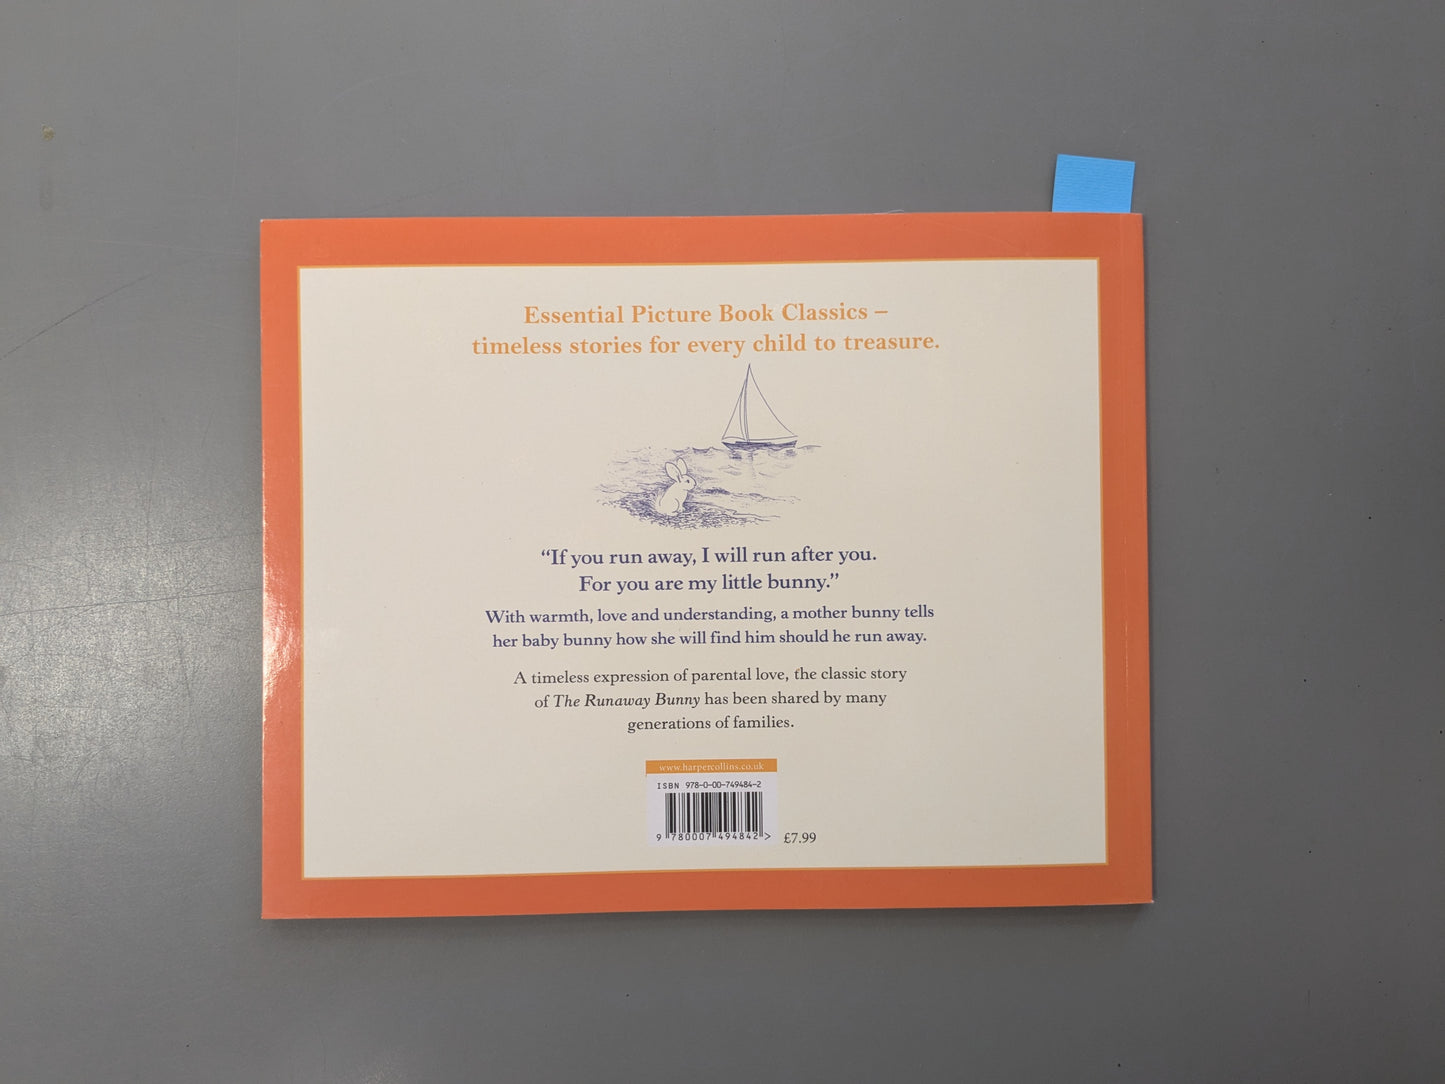 Essential Picture Book Classics –
timeless stories for every child to treasure.
“If you run away, I will run after you.
For you are my little bunny.”
With warmth, love and understanding, a mother bunny tells
her baby bunny how she will find him should he run away.
A timeless expression of parental love, the classic story
of The Runaway Bunny has been shared by many
generations of families.
www.harpercollins.co.uk
ISBN 978-0-00-749484-2
9 780007 494842 >
£7.99